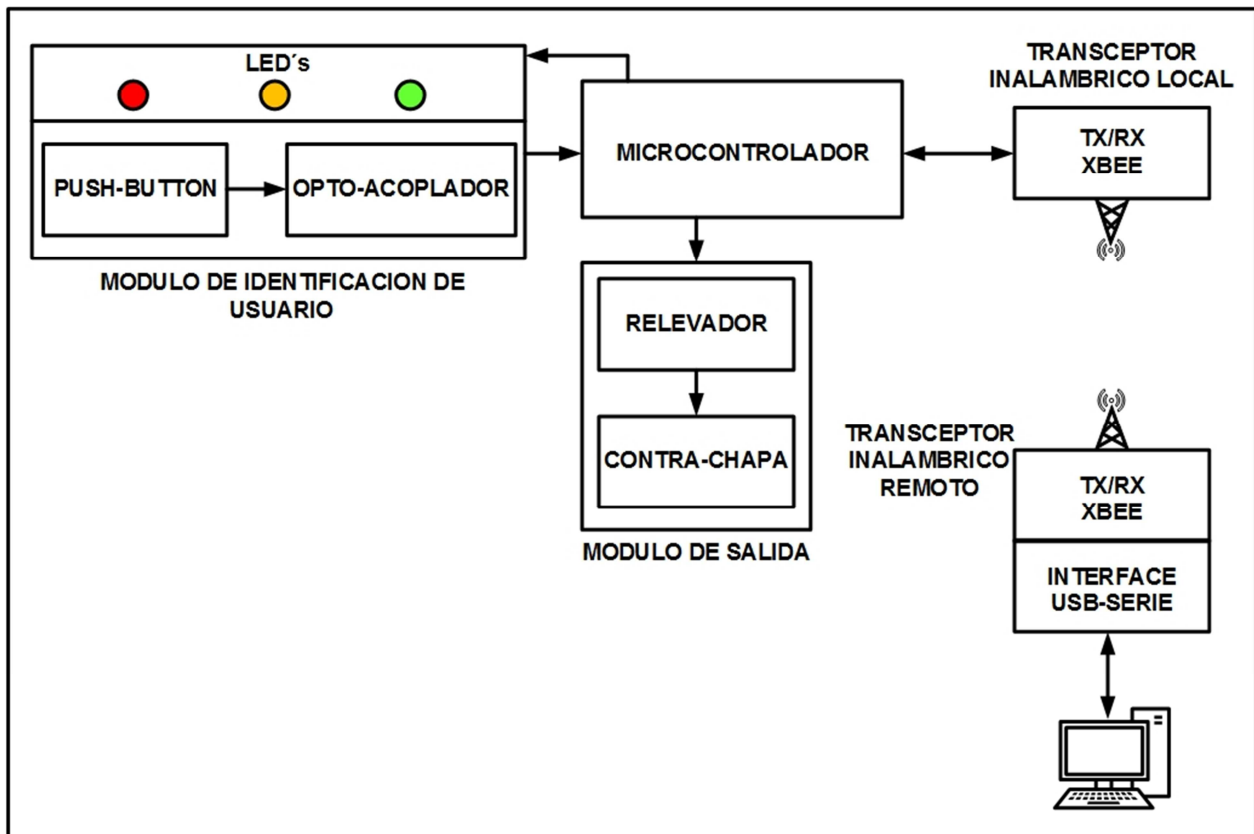 LED´s
PUSH-BUTTON
OPTO-ACOPLADOR
MODULO DE IDENTIFICACION DE
USUARIO
MICROCONTROLADOR
TRANSCEPTOR
INALAMBRICO LOCAL
TX/RX
XBEE
RELEVADOR
CONTRA-CHAPA
MODULO DE SALIDA
TRANSCEPTOR
INALAMBRICO
REMOTO
TX/RX
XBEE
INTERFACE
USB-SERIE